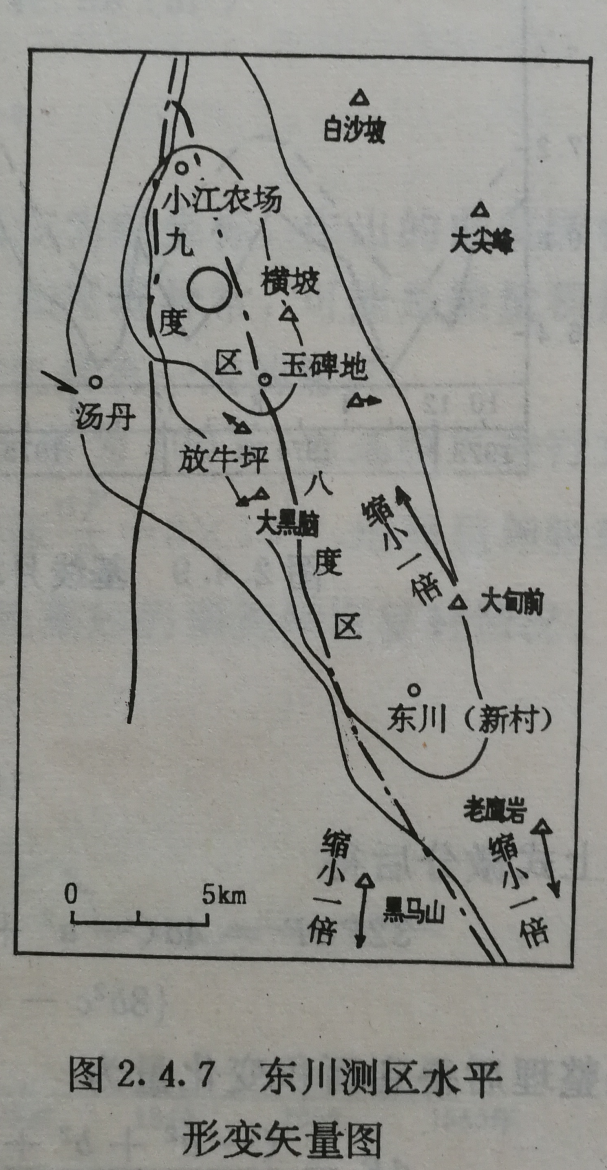 白沙坡
小江农场
大尖峰
九
度
区
横坡
玉碑地
汤丹
放牛坪
八
度
区
大黑脑
缩小一倍
大甸前
东川（新村）
老鹰岩
缩小一倍
缩小一倍
黑马山
0 5km
图2.4.7 东川测区水平
形变矢量图